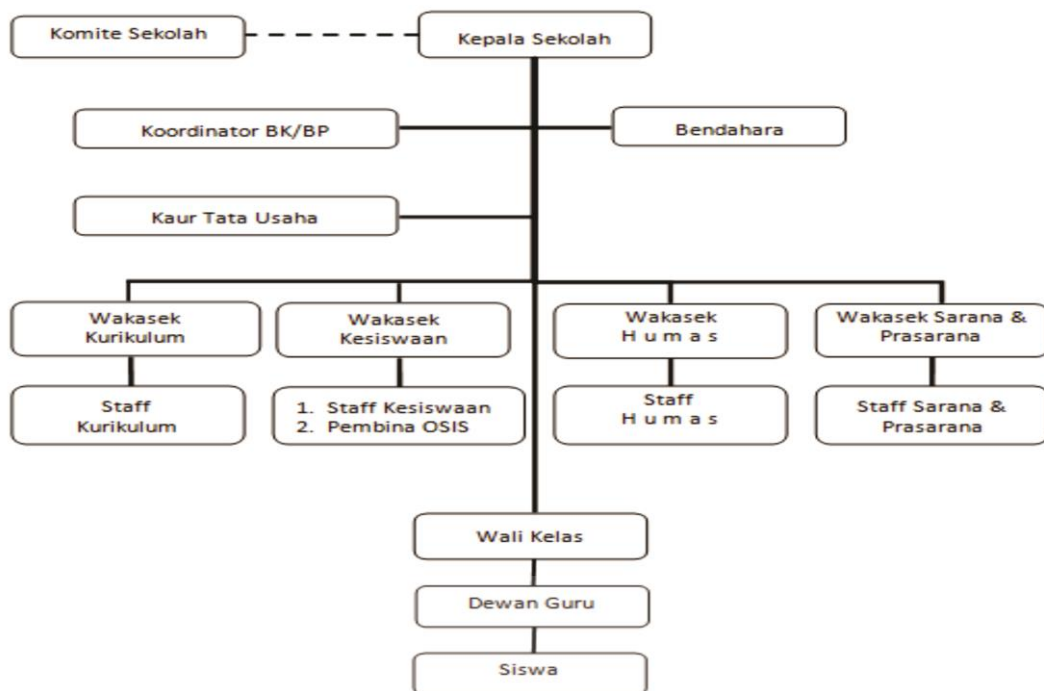 Komite Sekolah
Kepala Sekolah
Koordinator BK/BP
Bendahara
Kaur Tata Usaha
Wakasek
Kurikulum
Wakasek
Kesiswaan
Wakasek
H u m a s
Wakasek Sarana &
Prasarana
Staff
Kurikulum
1. Staff Kesiswaan
2. Pembina OSIS
Staff
H u m a s
Staff Sarana &
Prasarana
Wali Kelas
Dewan Guru
Siswa